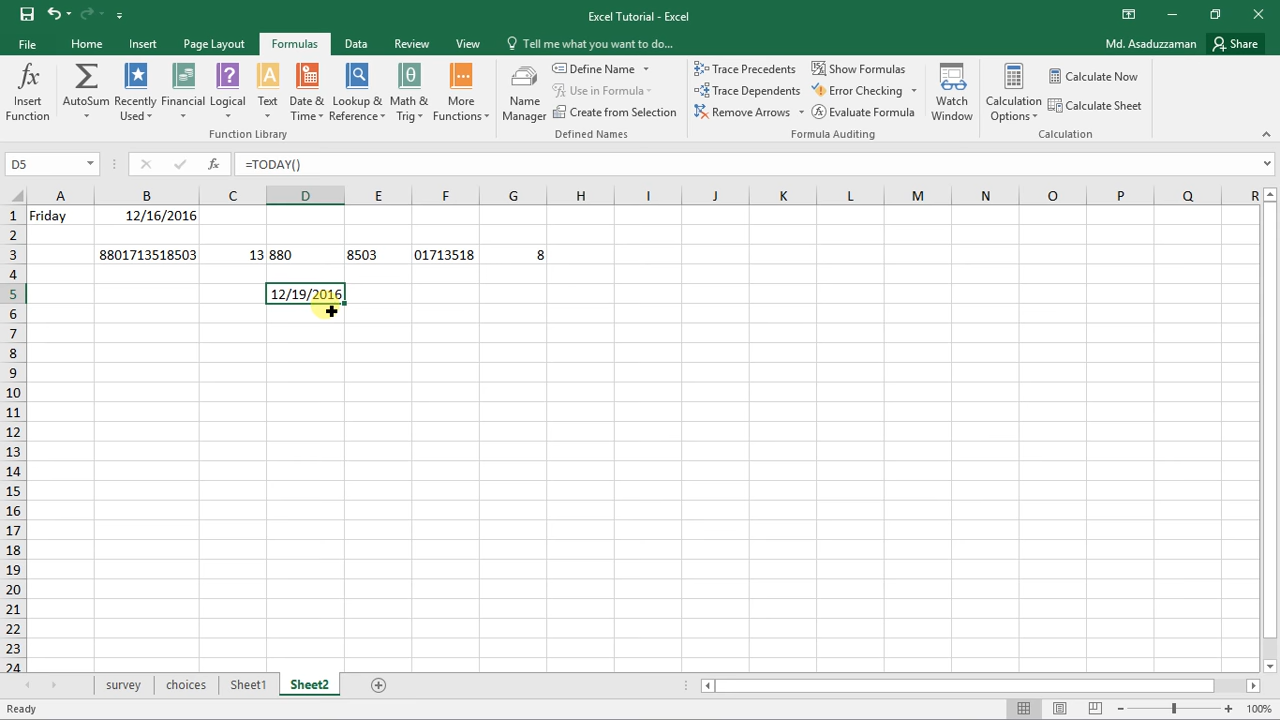 Excel Tutorial - Excel
File Home Insert Page Layout Formulas Data Review View Tell me what you want to do... Md. Asaduzzaman Share
fx Σ ? A θ
Insert Function AutoSum Recently Used Financial Logical Text Date & Time Lookup & Reference Math & Trig More Functions
Function Library
Name Manager
Define Name
Use in Formula
Create from Selection
Defined Names
Trace Precedents Show Formulas
Trace Dependents Error Checking
Remove Arrows Evaluate Formula
Formula Auditing
Watch Window
Calculation Options
Calculate Now
Calculate Sheet
Calculation
D5 fx =TODAY()
A B C D E F G H I J K L M N O P Q R
1 Friday 12/16/2016
2
3 8801713518503 13 880 8503 01713518 8
4
5 12/19/2016
6
7
8
9
10
11
12
13
14
15
16
17
18
19
20
21
22
23
24
survey choices Sheet1 Sheet2
Ready 100%